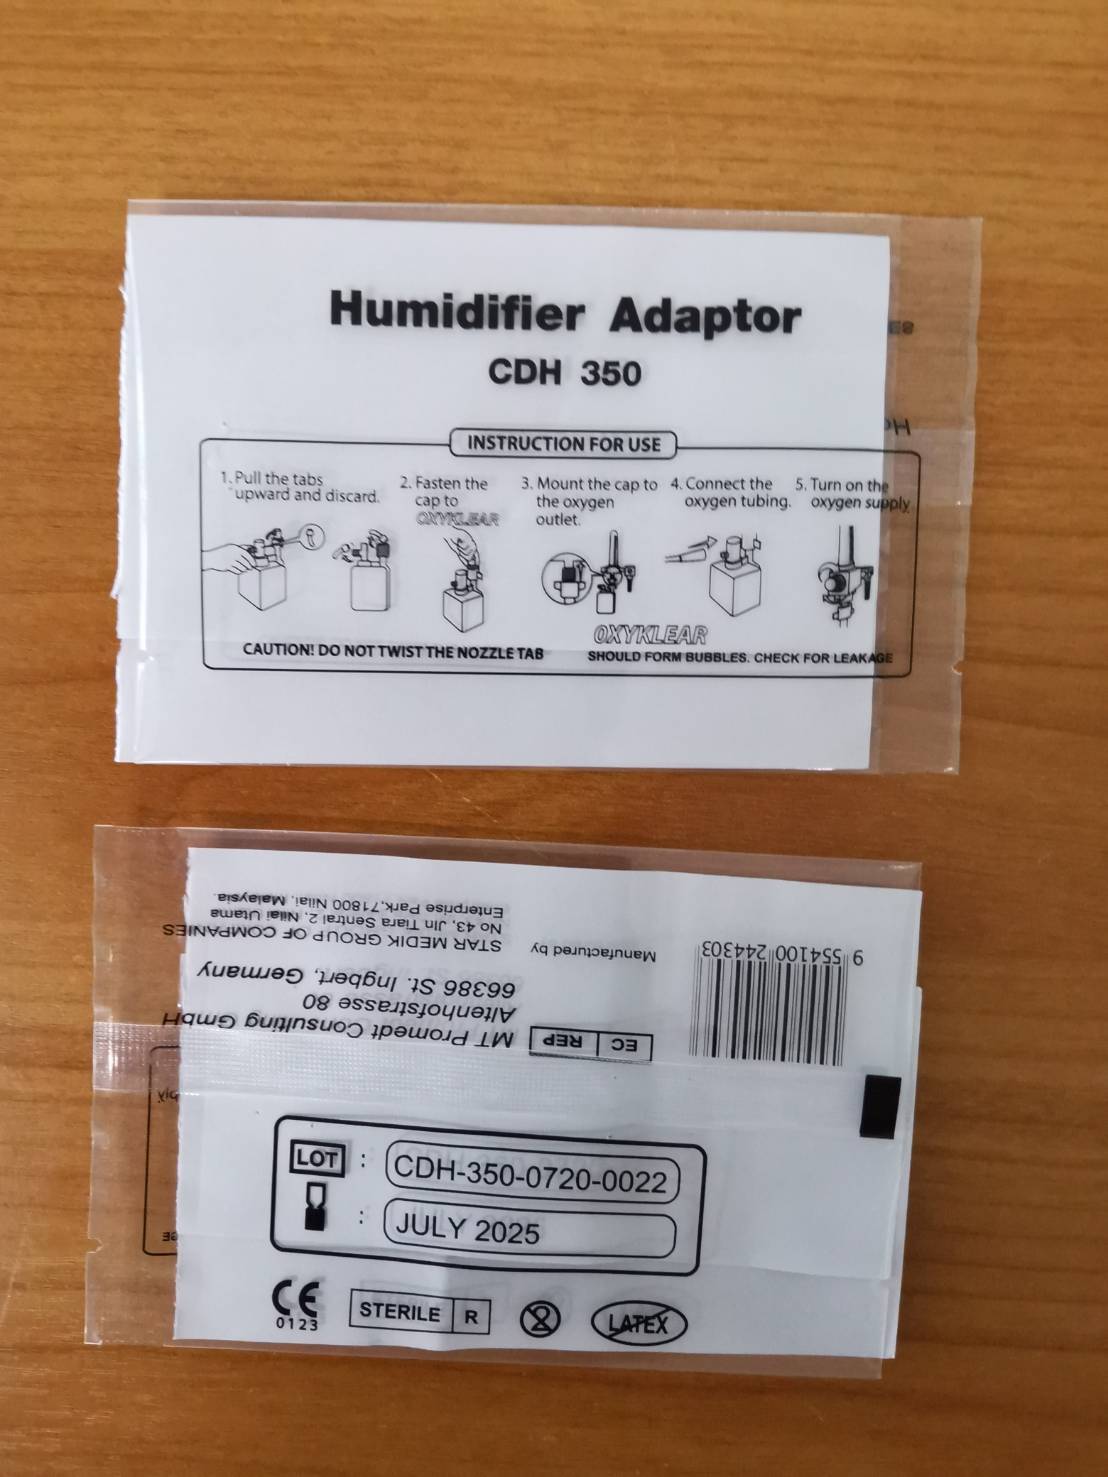 Humidifier Adaptor
CDH 350
INSTRUCTION FOR USE
1. Pull the tabs
upward and discard.
2. Fasten the
cap to
OXYKLEAR
3. Mount the cap to
the oxygen
outlet.
4. Connect the
oxygen tubing.
5. Turn on the
oxygen supply
CAUTION! DO NOT TWIST THE NOZZLE TAB
OXYKLEAR
SHOULD FORM BUBBLES. CHECK FOR LEAKAGE
EC REP
MT Promedt Consulting GmbH
Altenhofstrasse 80
66386 St. Ingbert, Germany
Manufactured by
STAR MEDIK GROUP OF COMPANIES
No 43, Jln Tiara Sentral 2, Nilai Utama
Enterprise Park,71800 Nilai, Malaysia.
9 554100 244303
LOT : CDH-350-0720-0022
: JULY 2025
CE
0123
STERILE R
2
LATEX